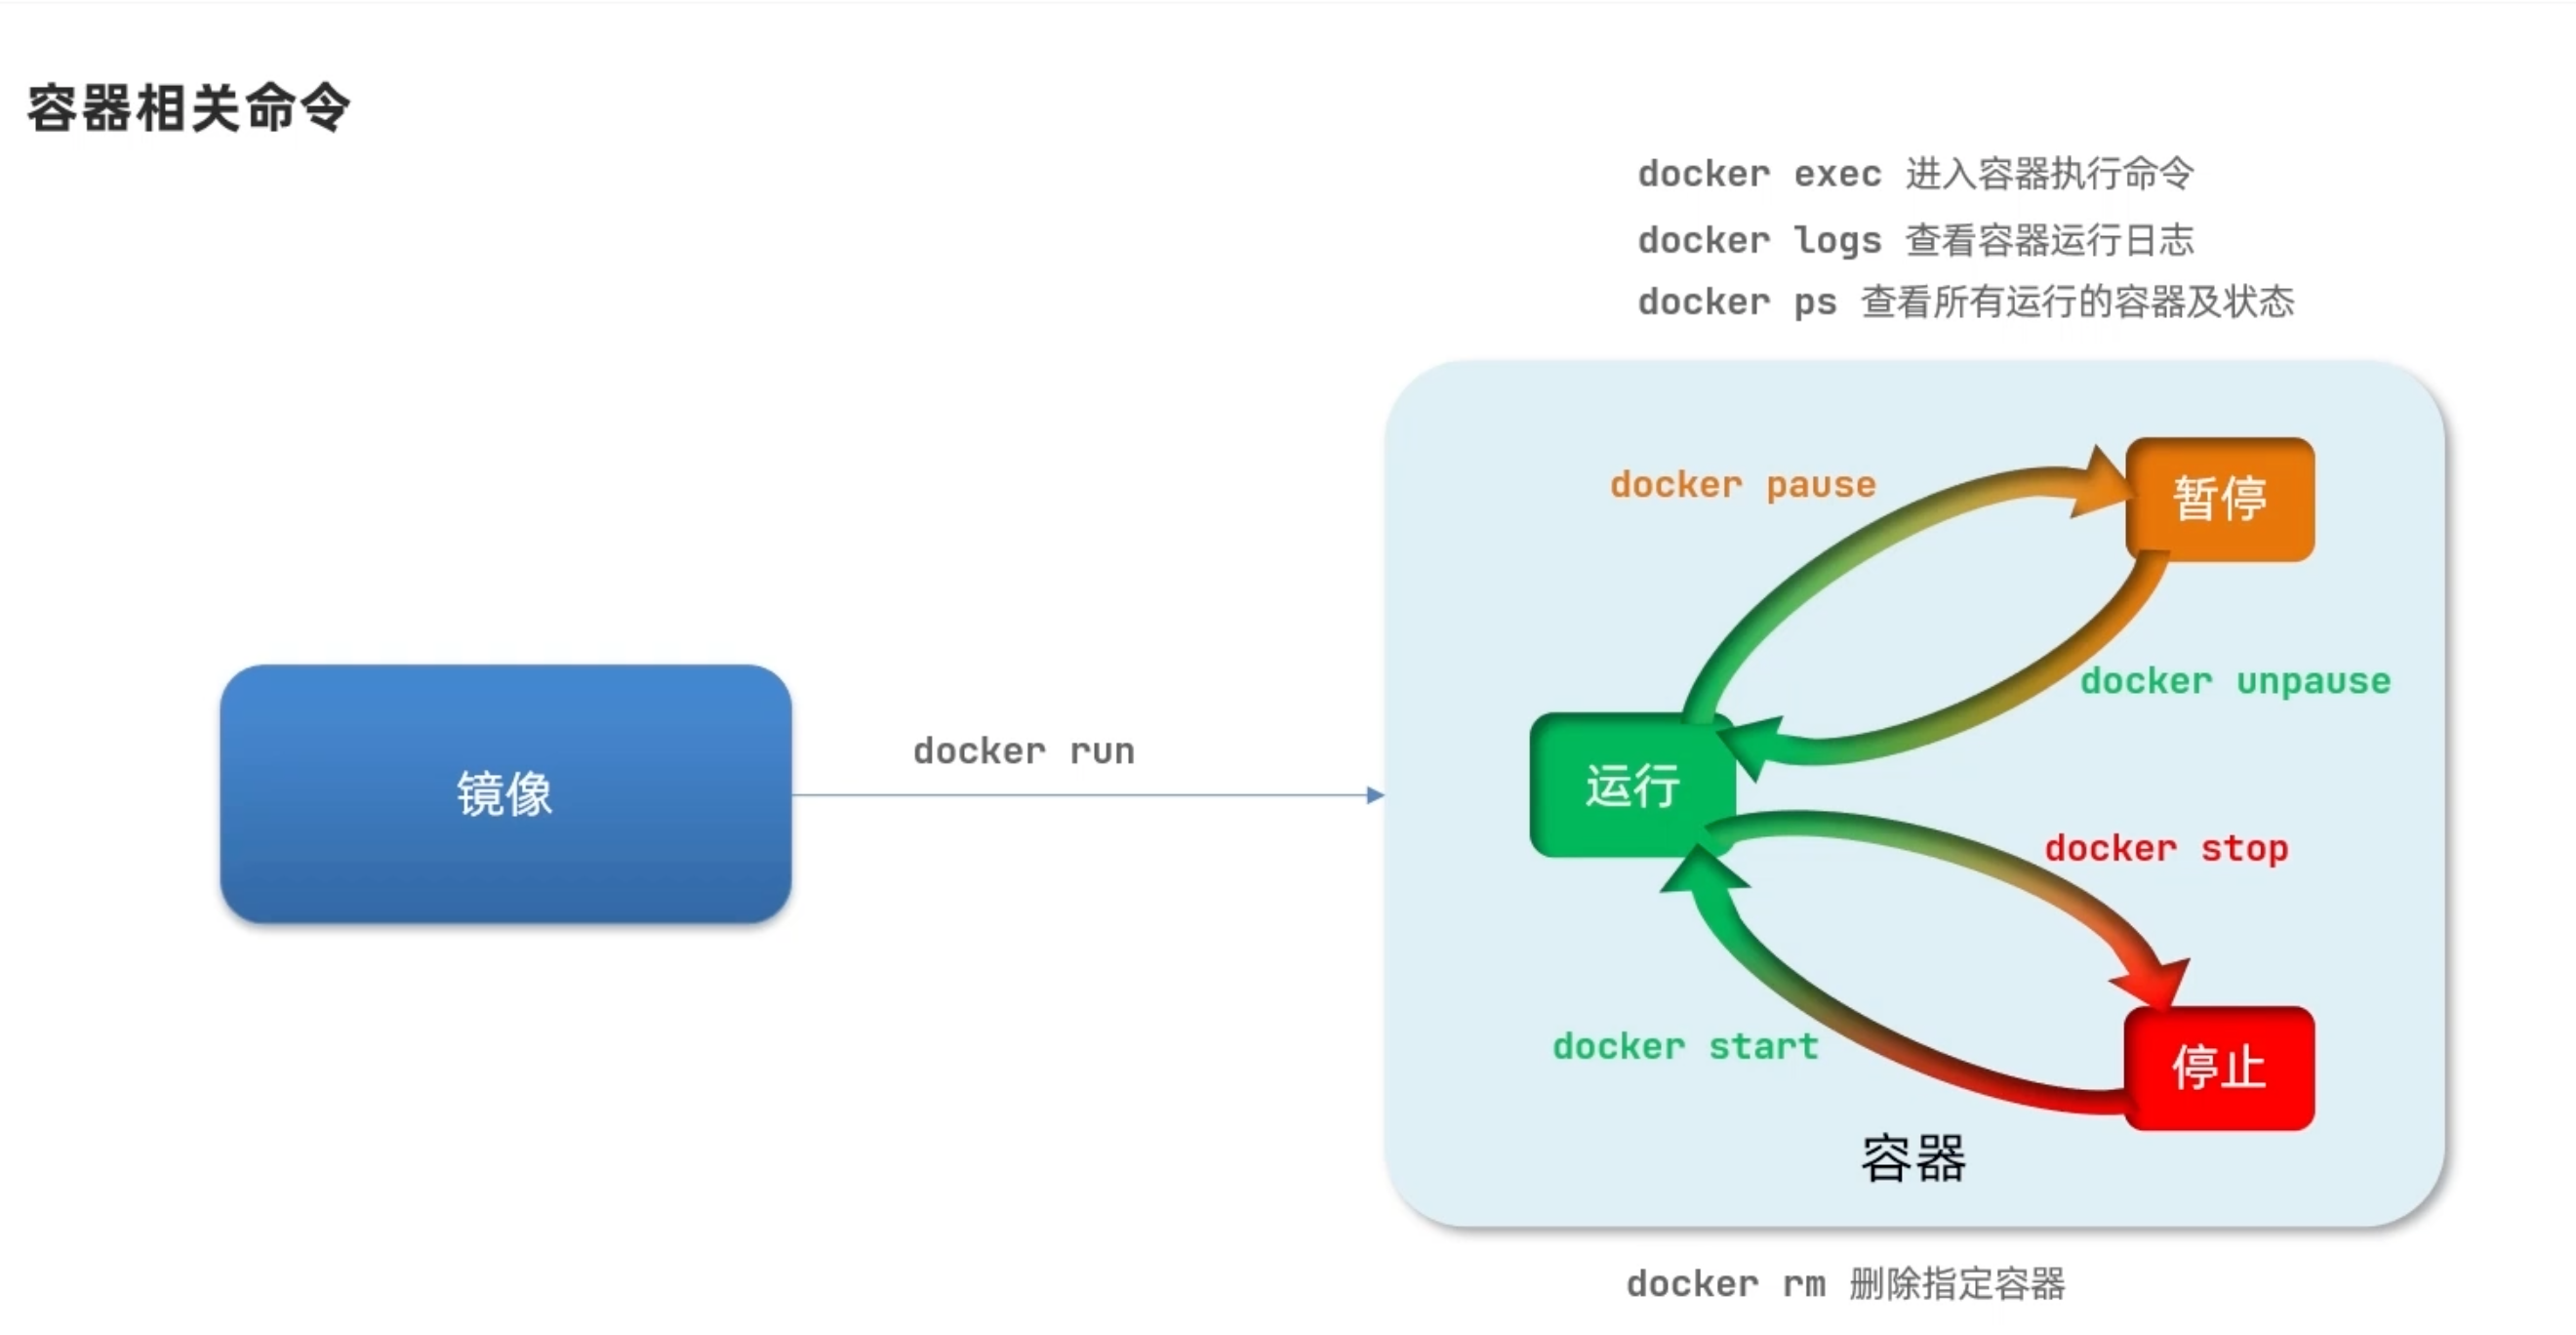 容器相关命令
docker exec 进入容器执行命令
docker logs 查看容器运行日志
docker ps 查看所有运行的容器及状态
docker pause
暂停
docker unpause
镜像
docker run
运行
docker stop
docker start
停止
容器
docker rm 删除指定容器